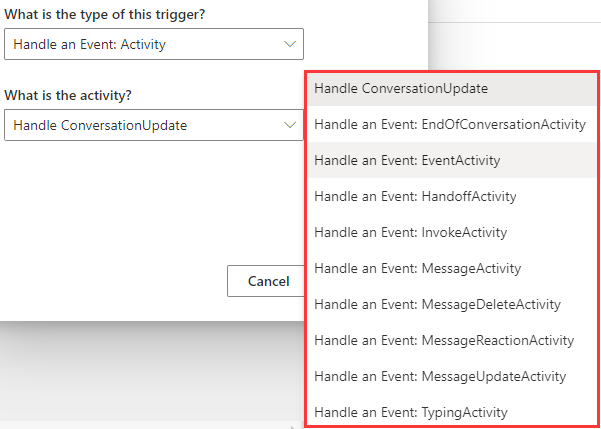 What is the type of this trigger?
Handle an Event: Activity
What is the activity?
Handle ConversationUpdate
Cancel
Handle ConversationUpdate
Handle an Event: EndOfConversationActivity
Handle an Event: EventActivity
Handle an Event: HandoffActivity
Handle an Event: InvokeActivity
Handle an Event: MessageActivity
Handle an Event: MessageDeleteActivity
Handle an Event: MessageReactionActivity
Handle an Event: MessageUpdateActivity
Handle an Event: TypingActivity